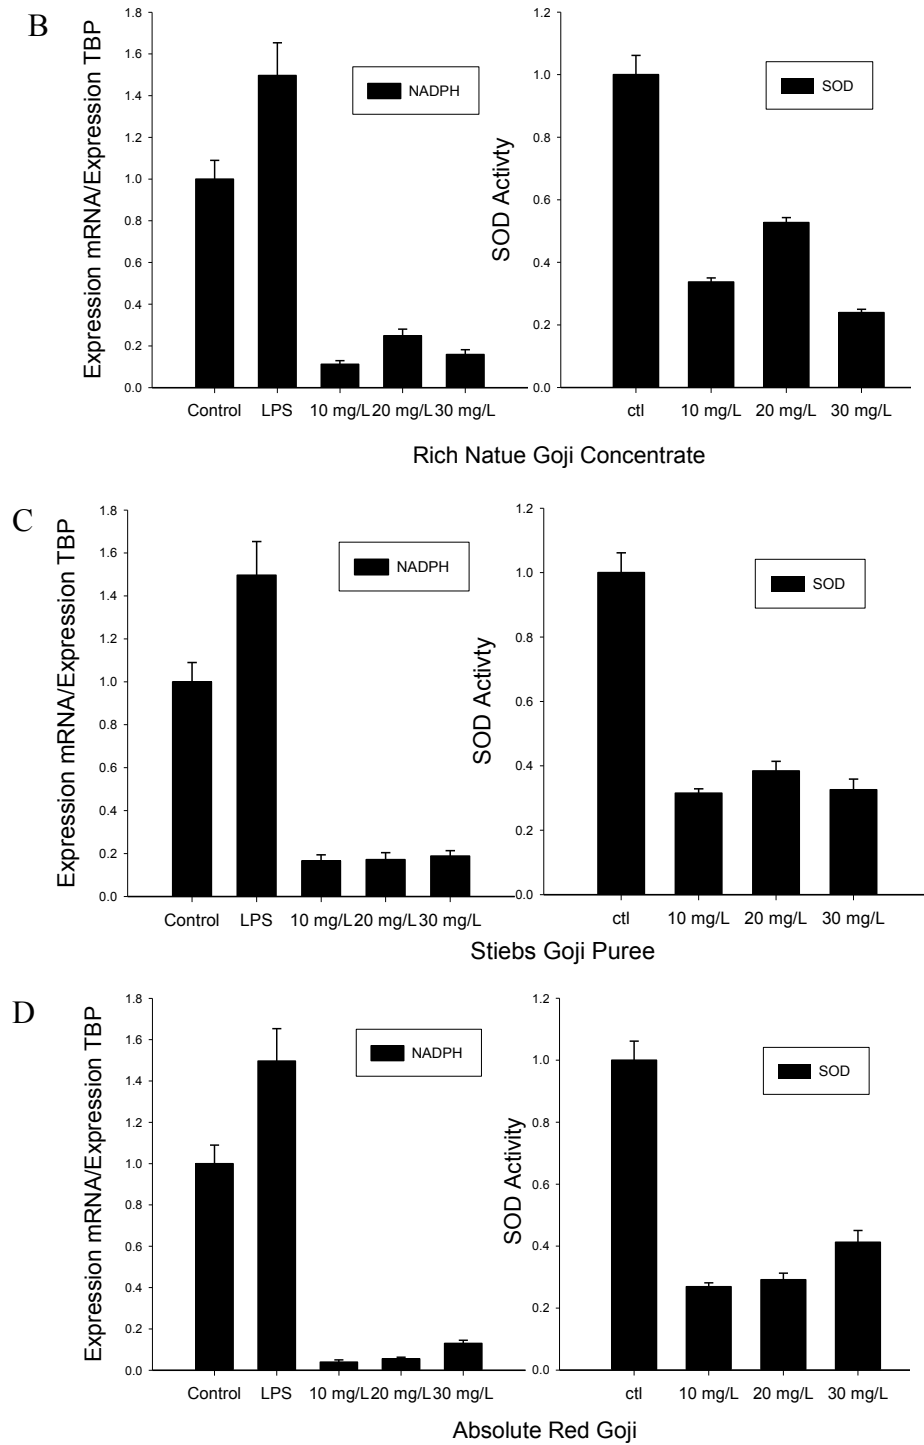 B
Expression mRNA/Expression TBP
1.8
1.6
1.4
1.2
1.0
0.8
0.6
0.4
0.2
0.0
NADPH
Control LPS 10 mg/L 20 mg/L 30 mg/L
SOD Activty
1.2
1.0
0.8
0.6
0.4
0.2
0.0
SOD
ctl 10 mg/L 20 mg/L 30 mg/L
Rich Natue Goji Concentrate
C
Expression mRNA/Expression TBP
1.8
1.6
1.4
1.2
1.0
0.8
0.6
0.4
0.2
0.0
NADPH
Control LPS 10 mg/L 20 mg/L 30 mg/L
SOD Activty
1.2
1.0
0.8
0.6
0.4
0.2
0.0
SOD
ctl 10 mg/L 20 mg/L 30 mg/L
Stiebs Goji Puree
D
Expression mRNA/Expression TBP
1.8
1.6
1.4
1.2
1.0
0.8
0.6
0.4
0.2
0.0
NADPH
Control LPS 10 mg/L 20 mg/L 30 mg/L
SOD Activity
1.2
1.0
0.8
0.6
0.4
0.2
0.0
SOD
ctl 10 mg/L 20 mg/L 30 mg/L
Absolute Red Goji